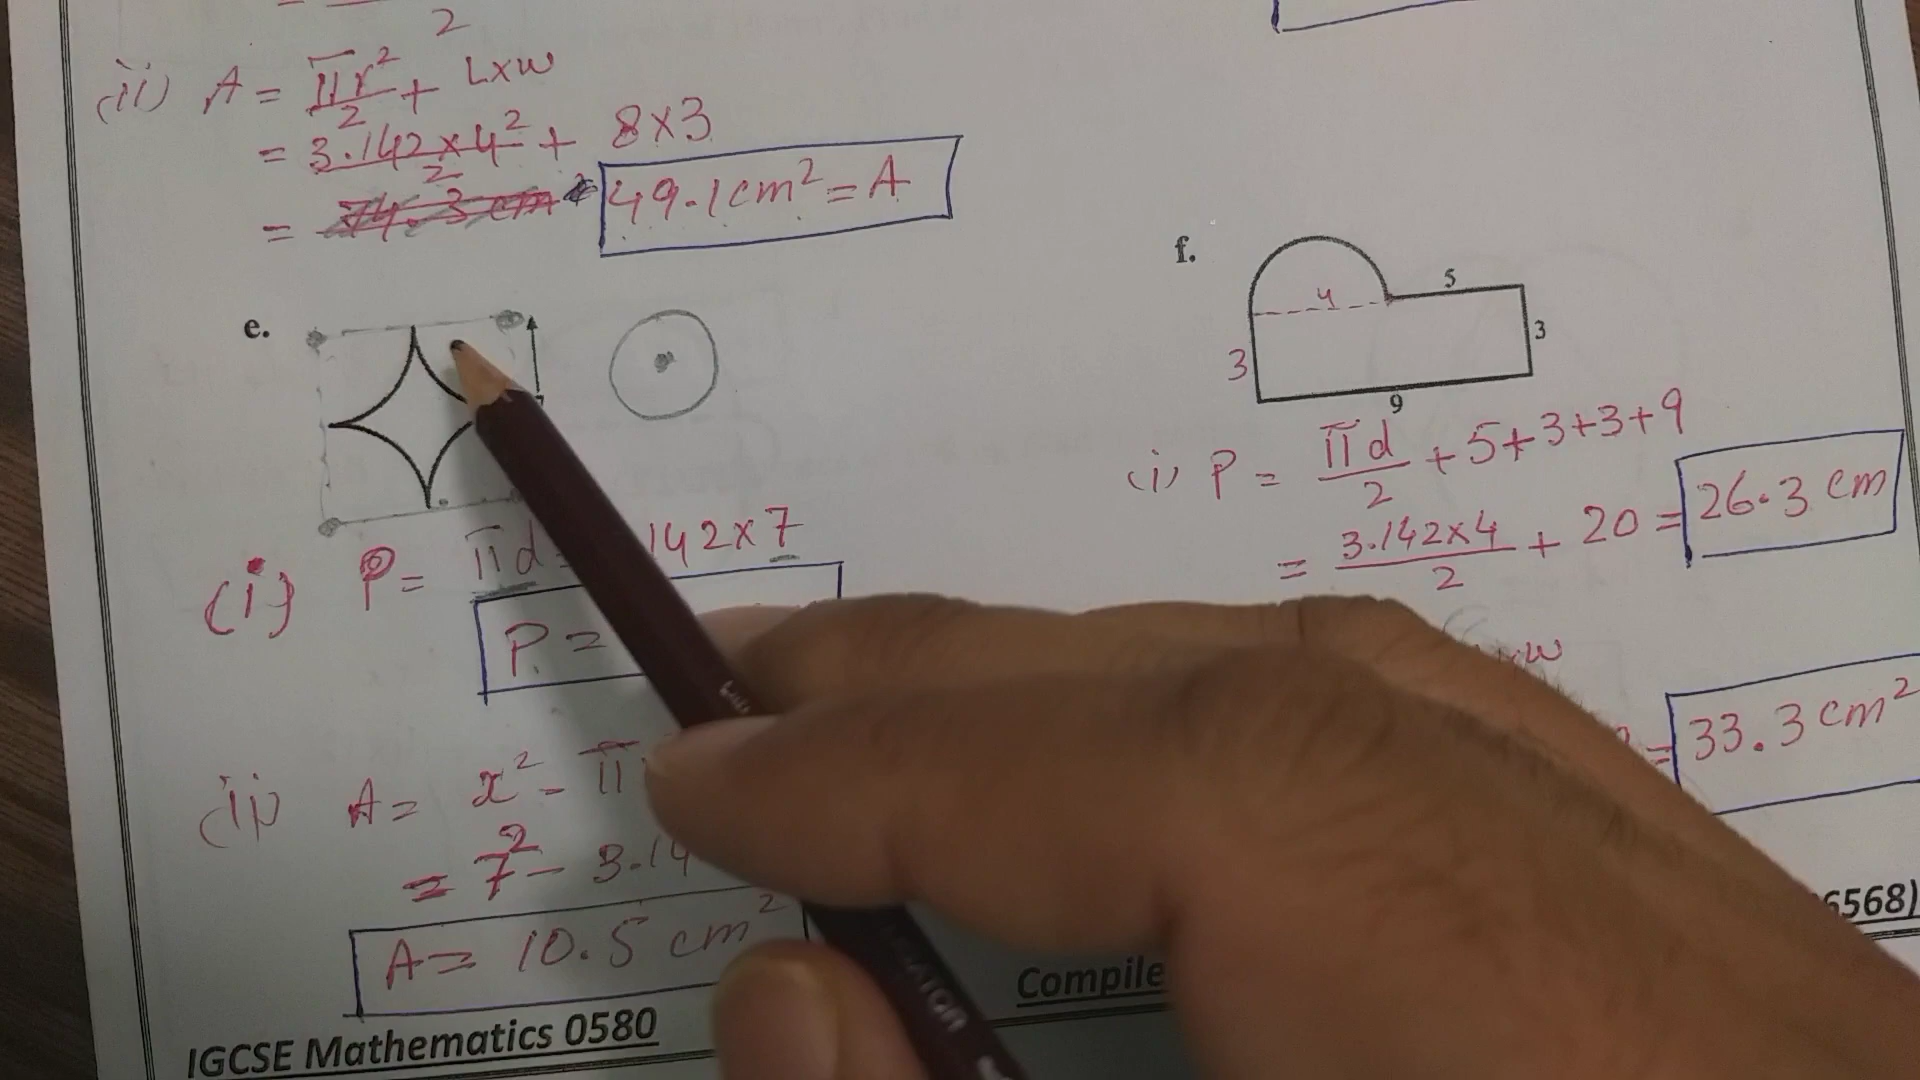 2
(ii) A = πr²/2 + L×W
= 3.142×4²/2 + 8×3
= 74.3 cm² 49.1cm² = A
e.
f.
4
5
3
3
9
(i) P = πd = 142×7
P =
(ii) A = x² - π
= 7² - 3.14
A = 10.5 cm²
(i) P = πd/2 + 5+3+3+9
= 3.142×4/2 + 20 = 26.3 cm
= 33.3 cm²
6568)
Compile
IGCSE Mathematics 0580